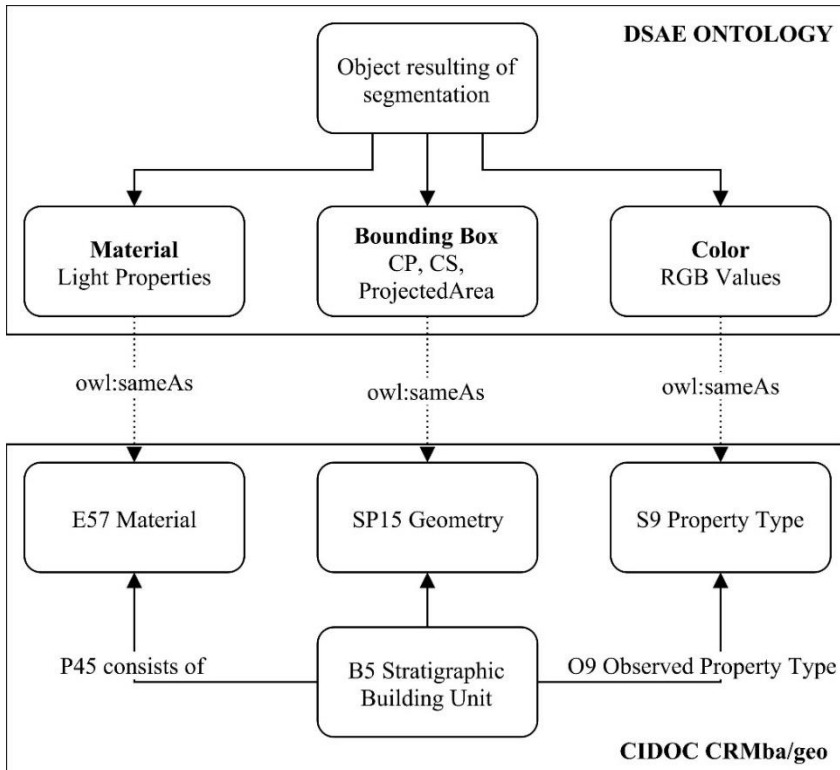 DSAE ONTOLOGY
Object resulting of
segmentation
Material
Light Properties
Bounding Box
CP, CS,
ProjectedArea
Color
RGB Values
owl:sameAs
owl:sameAs
owl:sameAs
E57 Material
SP15 Geometry
S9 Property Type
P45 consists of
B5 Stratigraphic
Building Unit
O9 Observed Property Type
CIDOC CRMba/geo